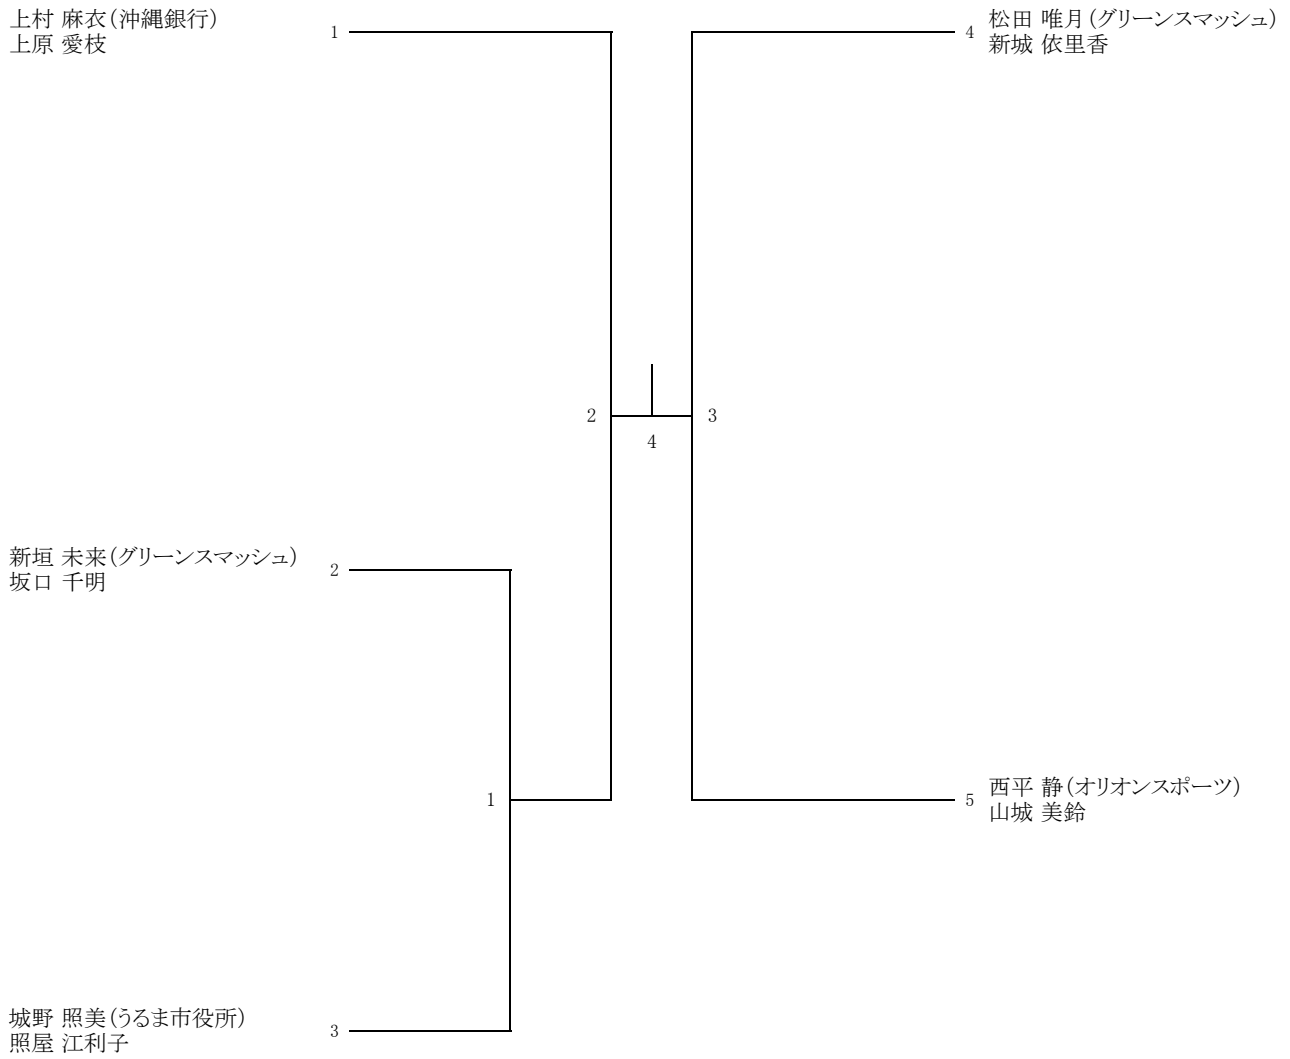 上村 麻衣(沖縄銀行)
上原 愛枝
1
4
松田 唯月(グリーンスマッシュ)
新城 依里香
2
3
4
新垣 未来(グリーンスマッシュ)
坂口 千明
2
1
5
西平 静(オリオンスポーツ)
山城 美鈴
城野 照美(うるま市役所)
照屋 江利子
3